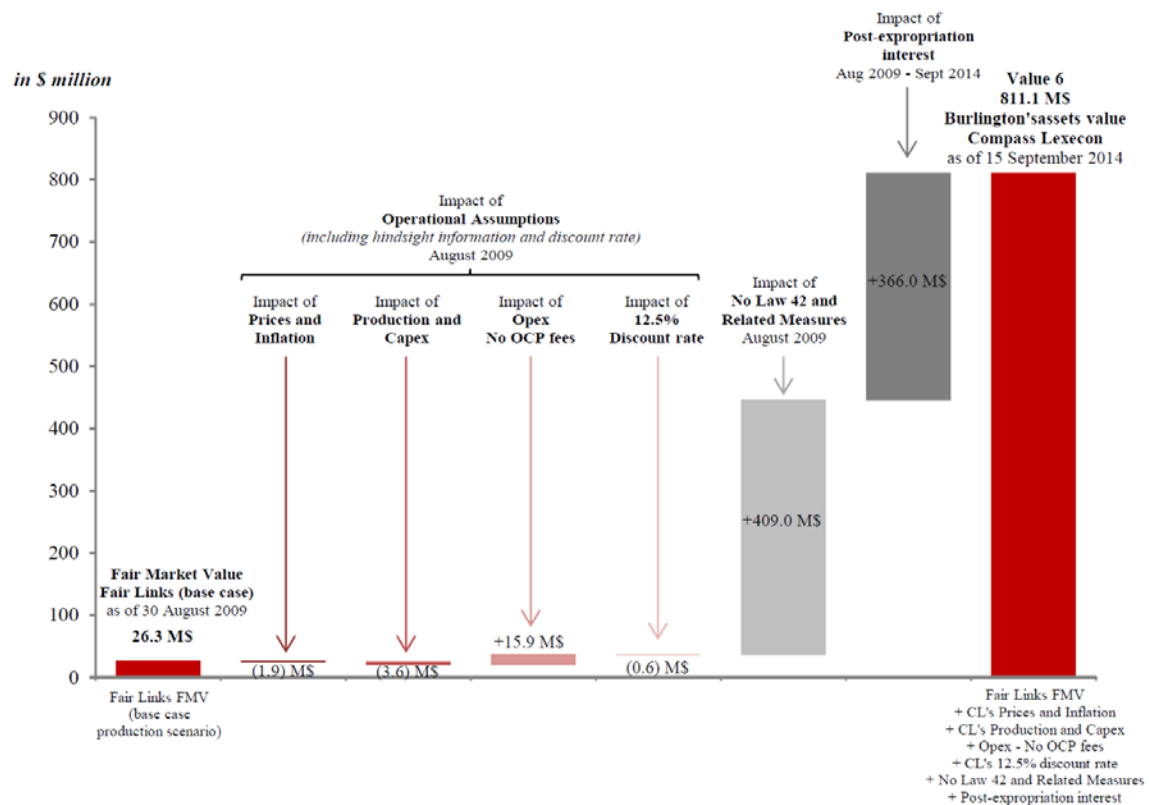 in $ million
900
800
700
600
500
400
300
200
100
0
Fair Market Value
Fair Links (base case)
as of 30 August 2009
26.3 M$
Impact of
Operational Assumptions
(including hindsight information and discount rate)
August 2009
Impact of
Prices and
Inflation
Impact of
Production and
Capex
Impact of
Opex
No OCP fees
Impact of
12.5%
Discount rate
Impact of
No Law 42 and
Related Measures
August 2009
Impact of
Post-expropriation
interest
Aug 2009 - Sept 2014
Value 6
811.1 M$
Burlington'sassets value
Compass Lexecon
as of 15 September 2014
(1.9) M$
(3.6) M$
+15.9 M$
(0.6) M$
+409.0 M$
+366.0 M$
Fair Links FMV
(base case
production scenario)
Fair Links FMV
+ CL's Prices and Inflation
+ CL's Production and Capex
+ Opex - No OCP fees
+ CL's 12.5% discount rate
+ No Law 42 and Related Measures
+ Post-expropriation interest